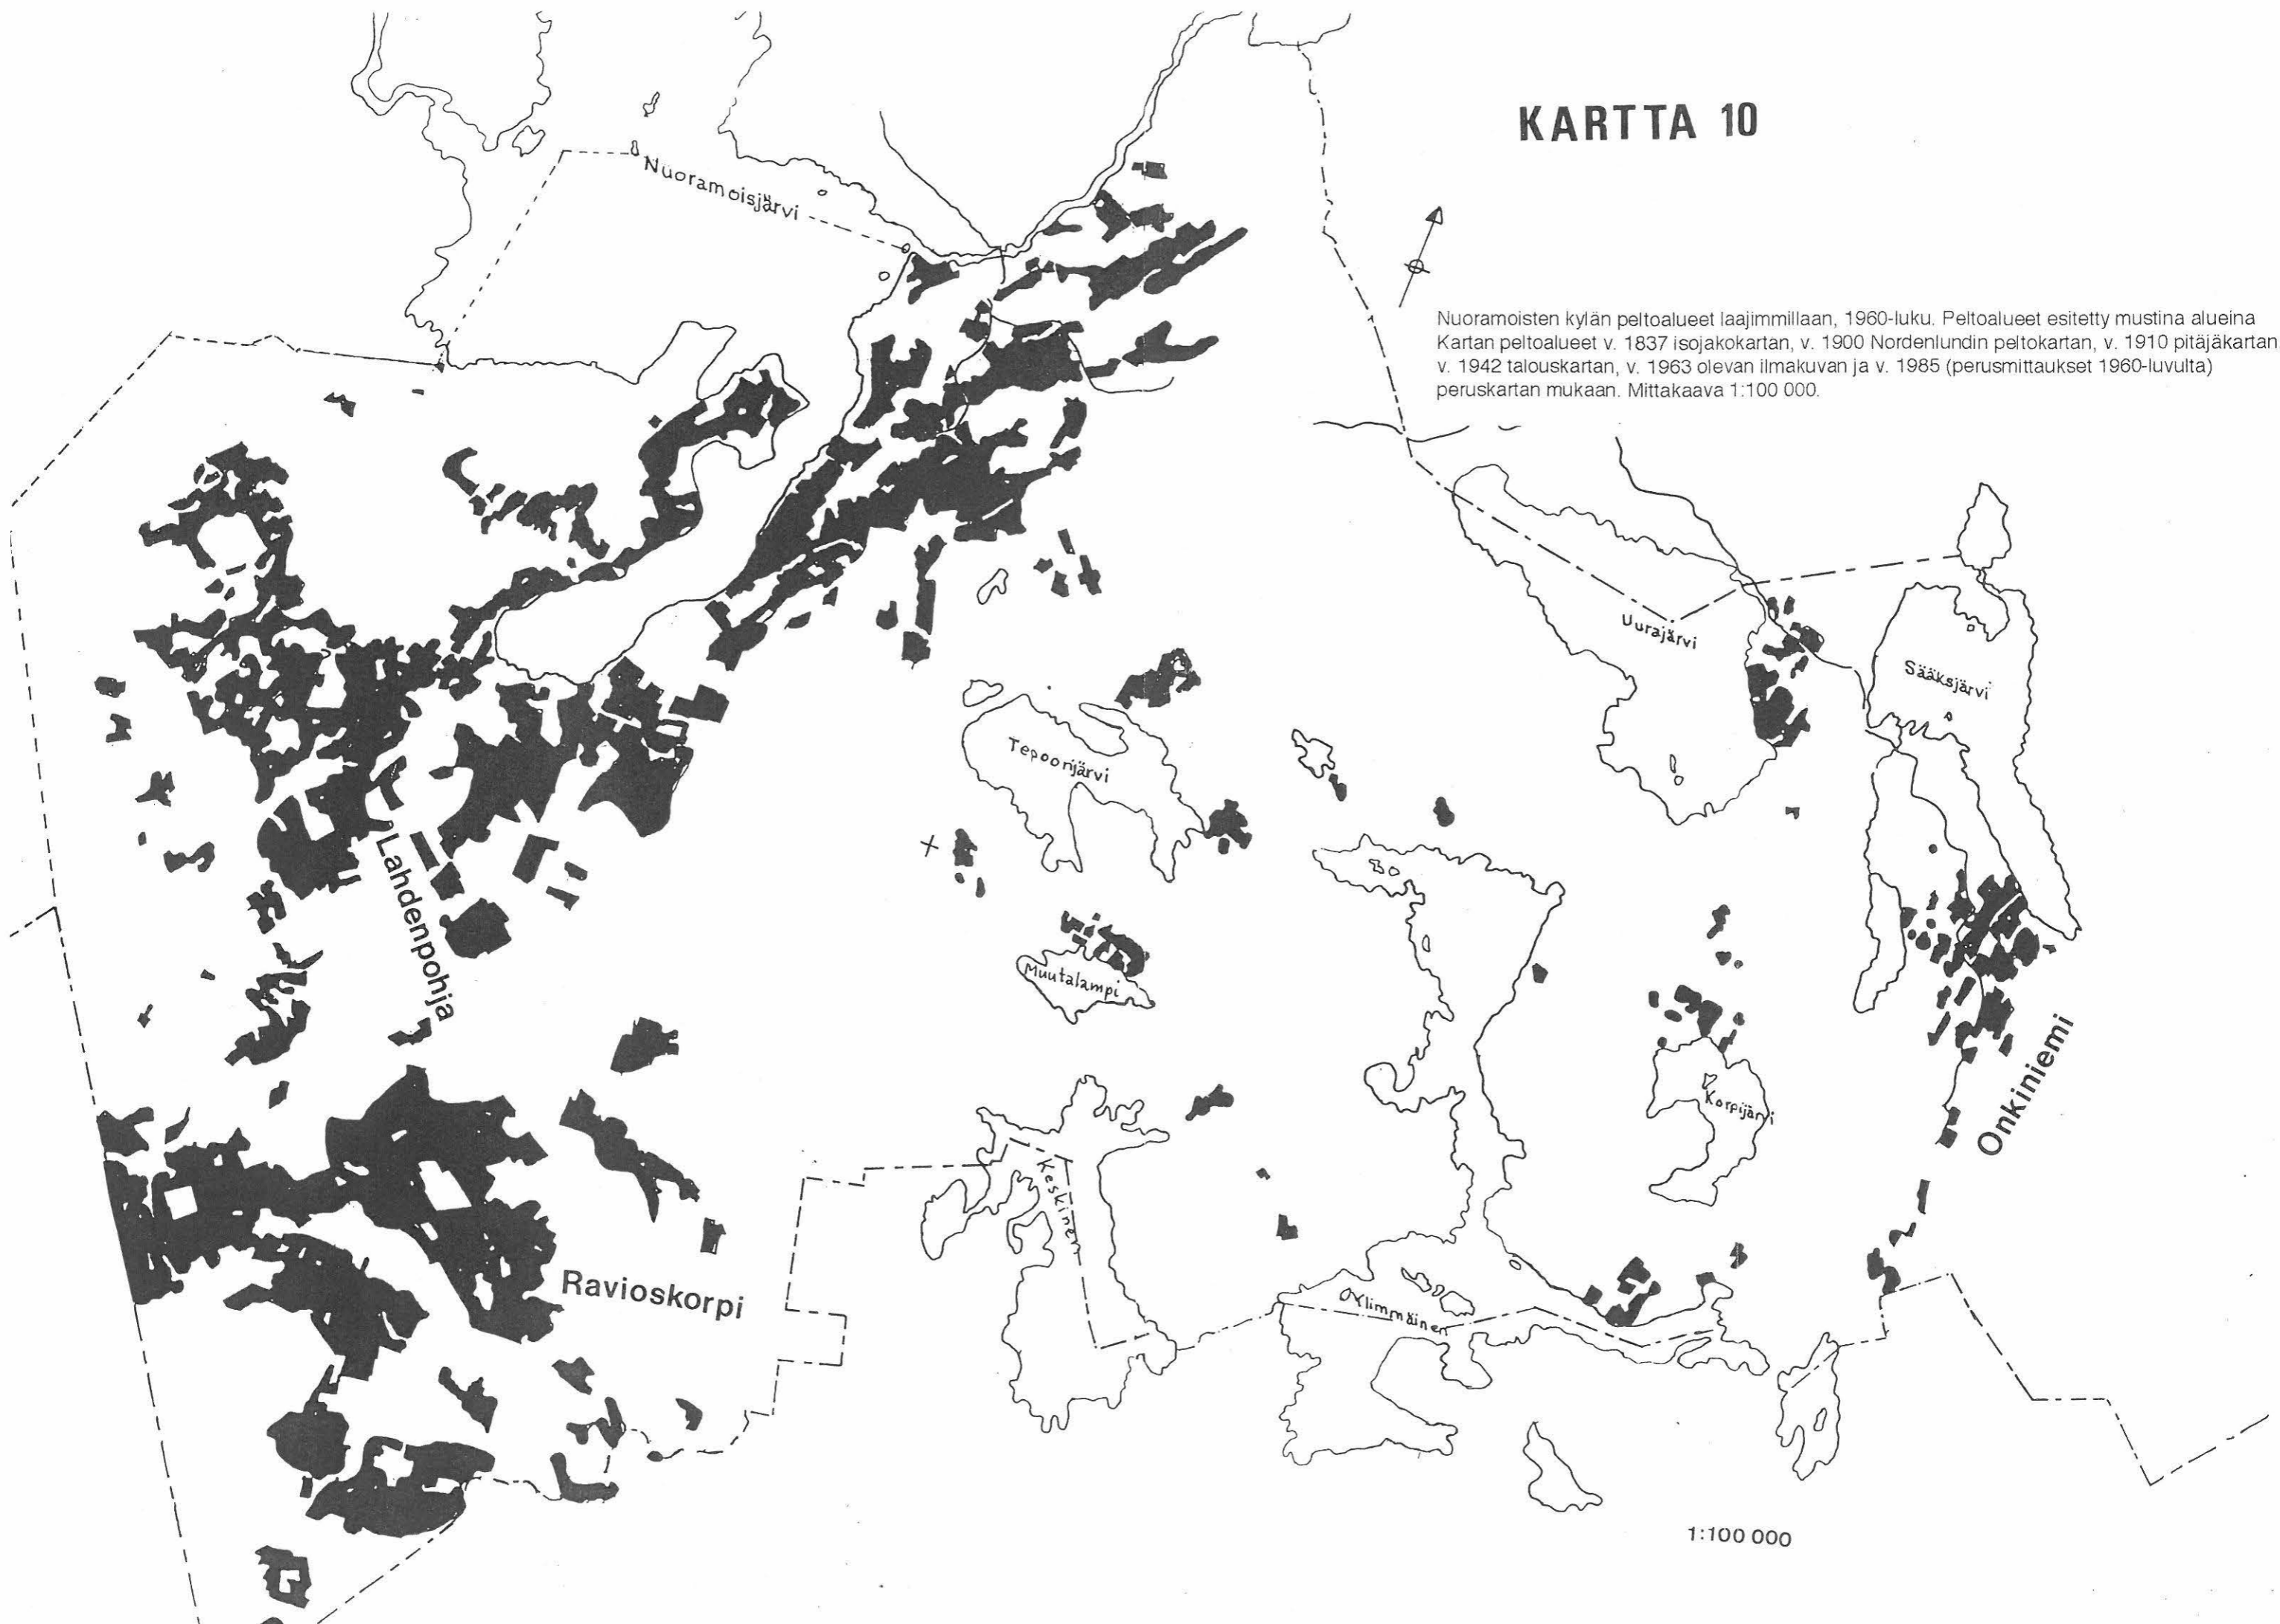 KARTTA 10
Nuoramoisjärvi
Nuoramoisten kylän peltoalueet laajimmillaan, 1960-luku. Peltoalueet esitetty mustina alueina
Kartan peltoalueet v. 1837 isojakokartan, v. 1900 Nordenlundin peltokartan, v. 1910 pitäjäkartan
v. 1942 talouskartan, v. 1963 olevan ilmakuvan ja v. 1985 (perusmittaukset 1960-luvulta)
peruskartan mukaan. Mittakaava 1:100 000.
Uurajärvi
Sääksjärvi
Tepoonjärvi
Lahdenpohja
Muutalampi
Korpijärvi
Onkiniemi
Keskinen
Ravioskorpi
Ylimmäinen
1:100 000